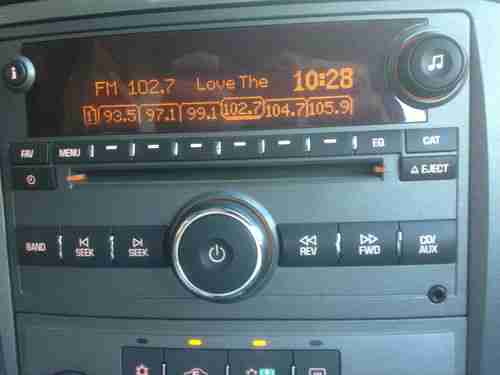 FM 102.7 Love The 10:28
1 93.5 97.1 99.1 102.7 104.7 105.9
FAV MENU EQ CAT
EJECT
BAND SEEK SEEK REV FWD CD/AUX